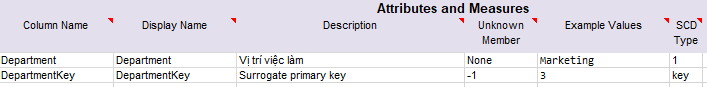 Attributes and Measures
Column Name Display Name Description Unknown Member Example Values SCD Type
Department Department Vị trí việc làm None Marketing 1
DepartmentKey DepartmentKey Surrogate primary key -1 3 key